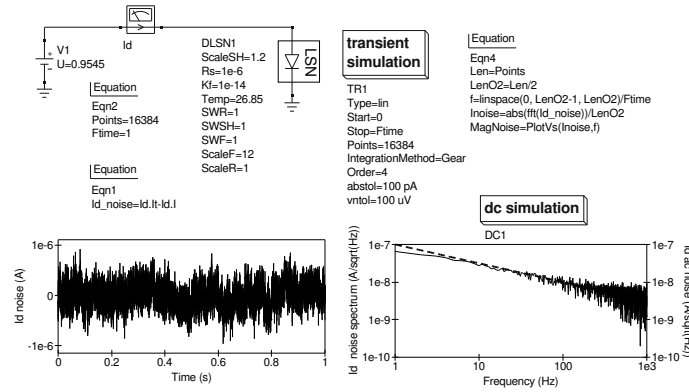 Id
V1
U=0.9545
DLSN1
ScaleSH=1.2
Rs=1e-6
Kf=1e-14
Temp=26.85
SWR=1
SWSH=1
SWF=1
ScaleF=12
ScaleR=1
LSN
Equation
Eqn2
Points=16384
Ftime=1
Equation
Eqn1
Id_noise=Id.It-Id.I
transient
simulation
TR1
Type=lin
Start=0
Stop=Ftime
Points=16384
IntegrationMethod=Gear
Order=4
abstol=100 pA
vntol=100 uV
Equation
Eqn4
Len=Points
LenO2=Len/2
f=linspace(0, LenO2-1, LenO2)/Ftime
Inoise=abs(fft(Id_noise))/LenO2
MagNoise=PlotVs(Inoise,f)
dc simulation
DC1
Id noise (A)
1e-6
0
-1e-6
0 0.2 0.4 0.6 0.8 1
Time (s)
Id noise spectrum (A/sqrt(Hz))
1e-7
1e-8
1e-9
1e-10
1 10 100 1e3
Frequency (Hz)
1e-7
1e-8
1e-9
1e-10
Id ac noise (A/sqrt(Hz))